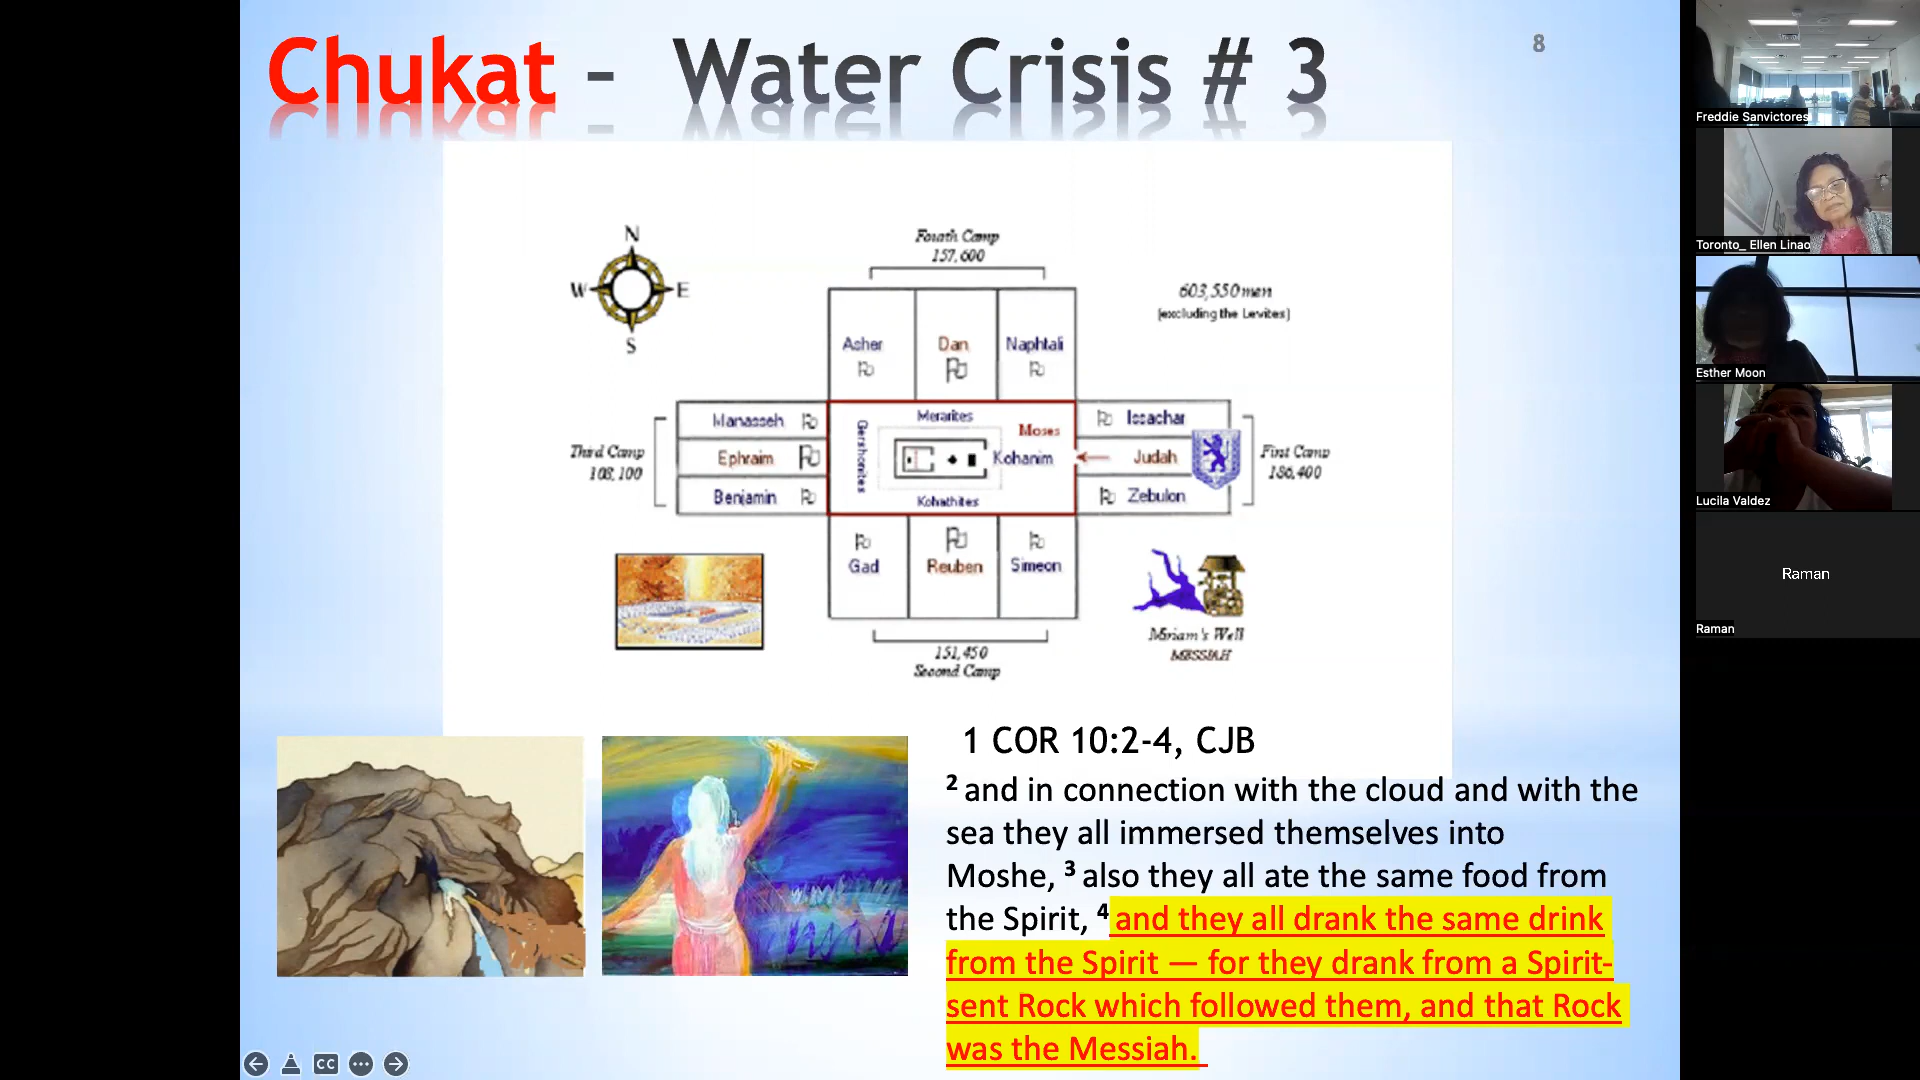 Chukat - Water Crisis # 3
8
N
W E
S
Fourth Camp
157,600
603,550 men
(excluding the Levites)
Asher
Dan
Naphtali
Third Camp
108,100
Manasseh
Ephraim
Benjamin
Merarites
Gershonites
Moses
Kohanim
Kohathites
Issachar
Judah
Zebulon
First Camp
186,400
Gad
Reuben
Simeon
151,450
Second Camp
Miriam's Well
MESSIAH
1 COR 10:2-4, CJB
2 and in connection with the cloud and with the
sea they all immersed themselves into
Moshe, 3 also they all ate the same food from
the Spirit, 4 and they all drank the same drink
from the Spirit — for they drank from a Spirit-
sent Rock which followed them, and that Rock
was the Messiah.
CC
Freddie Sanvictores
Toronto_ Ellen Linao
Esther Moon
Lucila Valdez
Raman
Raman